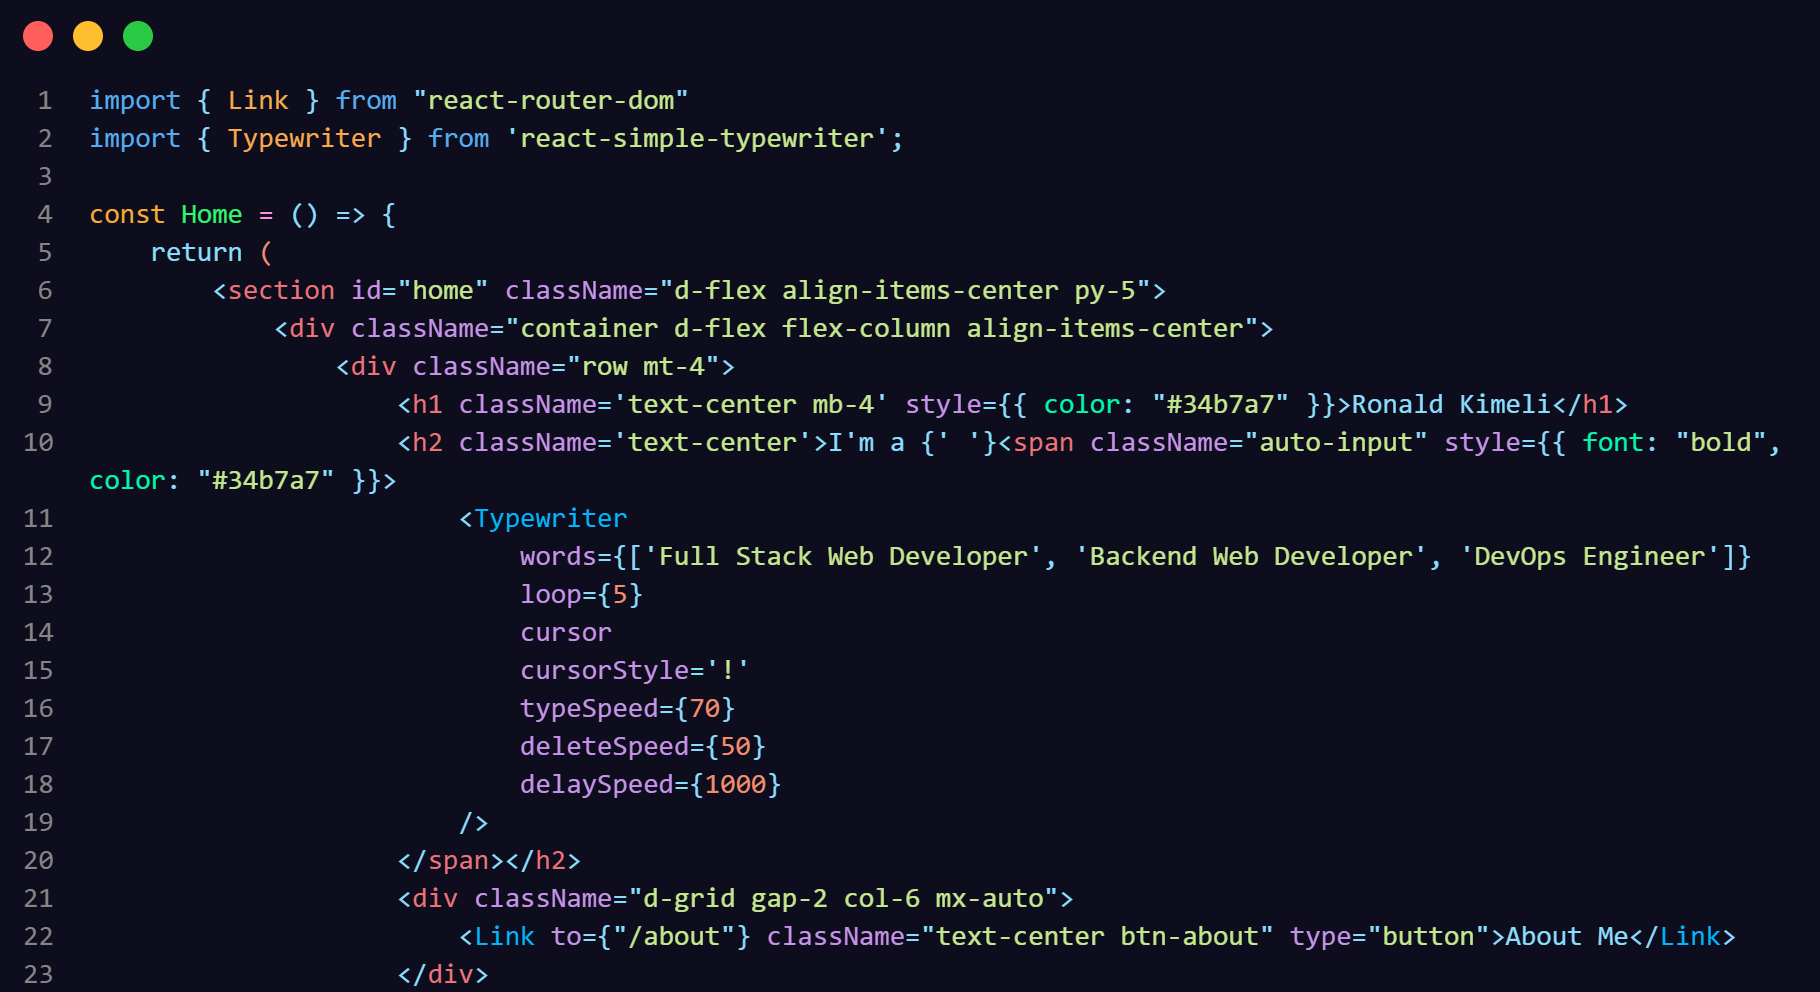 1 import { Link } from "react-router-dom"
2 import { Typewriter } from 'react-simple-typewriter';
3
4 const Home = () => {
5     return (
6         <section id="home" className="d-flex align-items-center py-5">
7             <div className="container d-flex flex-column align-items-center">
8                 <div className="row mt-4">
9                     <h1 className='text-center mb-4' style={{ color: "#34b7a7" }}>Ronald Kimeli</h1>
10                     <h2 className='text-center'>I'm a {' '}<span className="auto-input" style={{ font: "bold",
color: "#34b7a7" }}>
11                         <Typewriter
12                             words={['Full Stack Web Developer', 'Backend Web Developer', 'DevOps Engineer']}
13                             loop={5}
14                             cursor
15                             cursorStyle='!'
16                             typeSpeed={70}
17                             deleteSpeed={50}
18                             delaySpeed={1000}
19                         />
20                     </span></h2>
21                     <div className="d-grid gap-2 col-6 mx-auto">
22                         <Link to={"/about"} className="text-center btn-about" type="button">About Me</Link>
23                     </div>